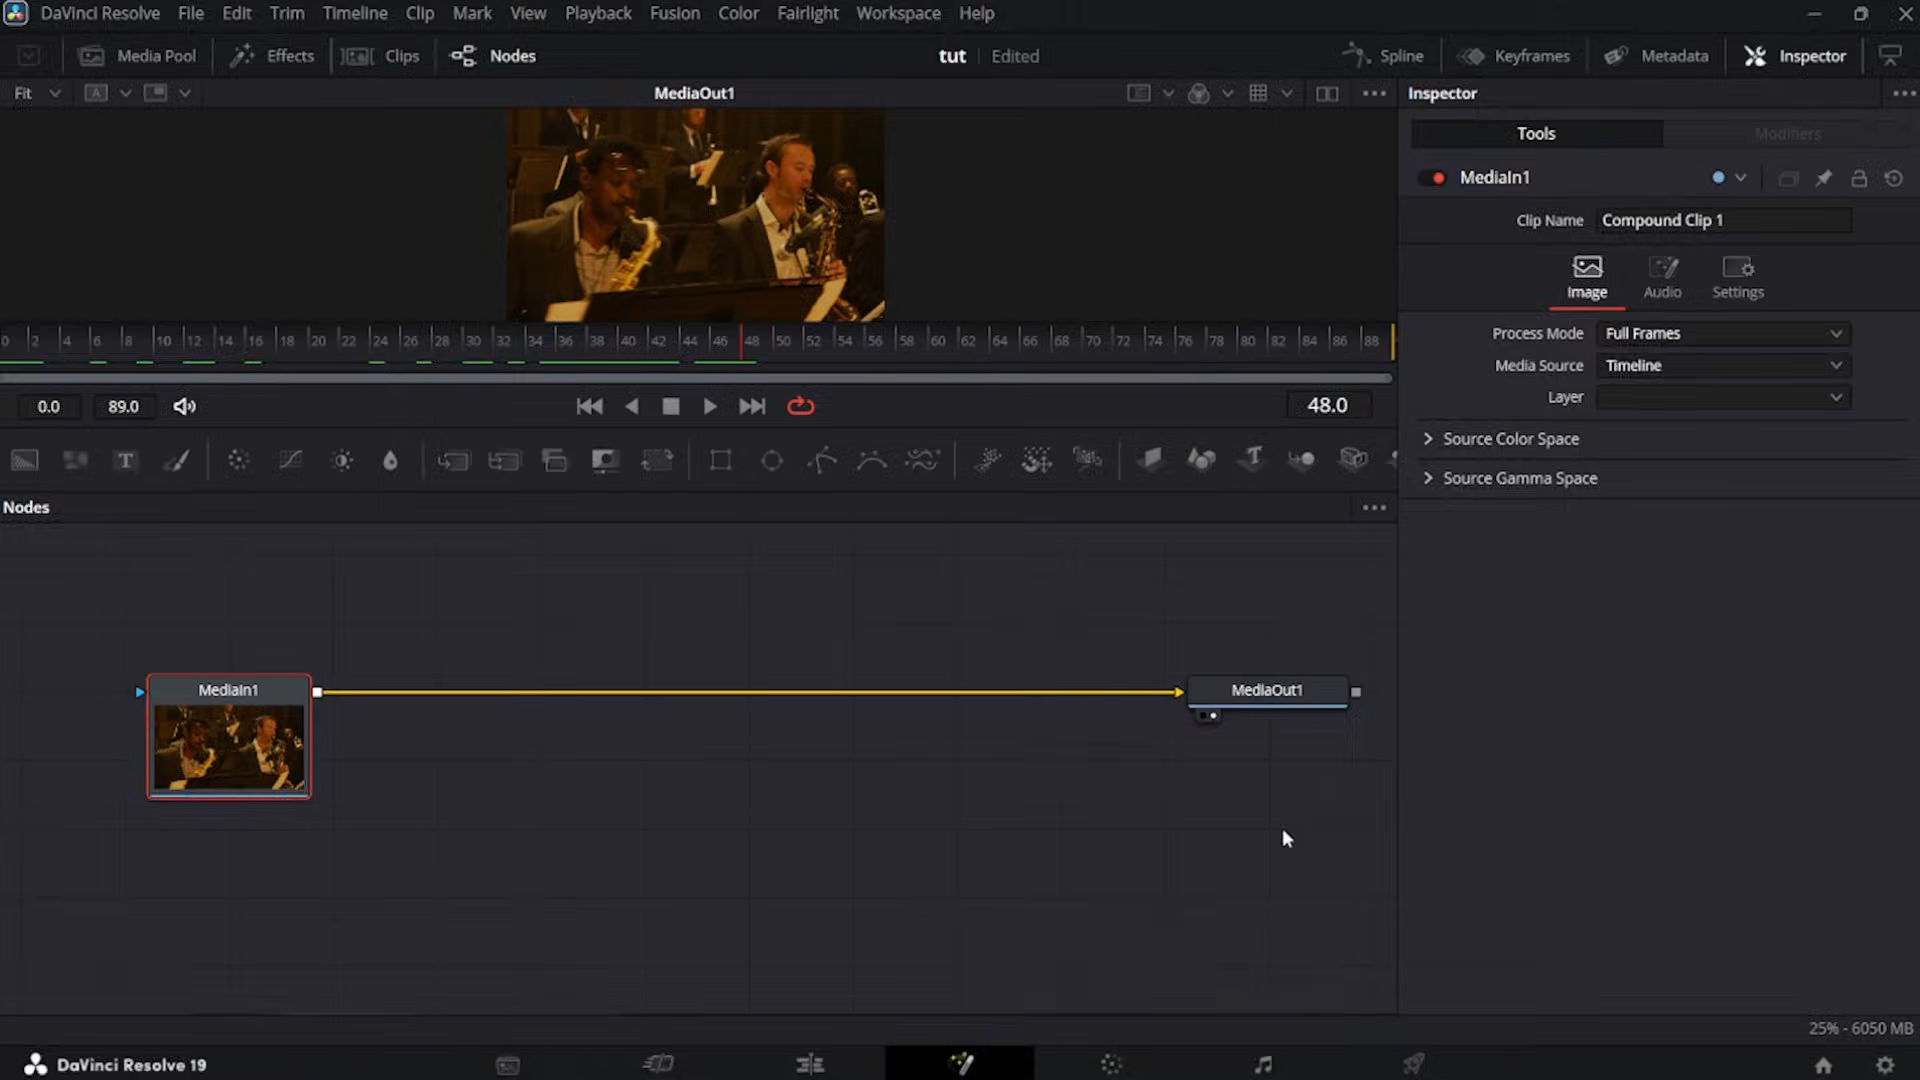 DaVinci Resolve File Edit Trim Timeline Clip Mark View Playback Fusion Color Fairlight Workspace Help
Media Pool Effects Clips Nodes tut Edited Spline Keyframes Metadata Inspector
Fit A MediaOut1 Inspector
Tools Modifiers
MediaIn1
Clip Name Compound Clip 1
Image Audio Settings
0 2 4 6 8 10 12 14 16 18 20 22 24 26 28 30 32 34 36 38 40 42 44 46 48 50 52 54 56 58 60 62 64 66 68 70 72 74 76 78 80 82 84 86 88
Process Mode Full Frames
Media Source Timeline
Layer
0.0 89.0 48.0
Source Color Space
T T
Source Gamma Space
Nodes
MediaIn1 MediaOut1
25% - 6050 MB
DaVinci Resolve 19